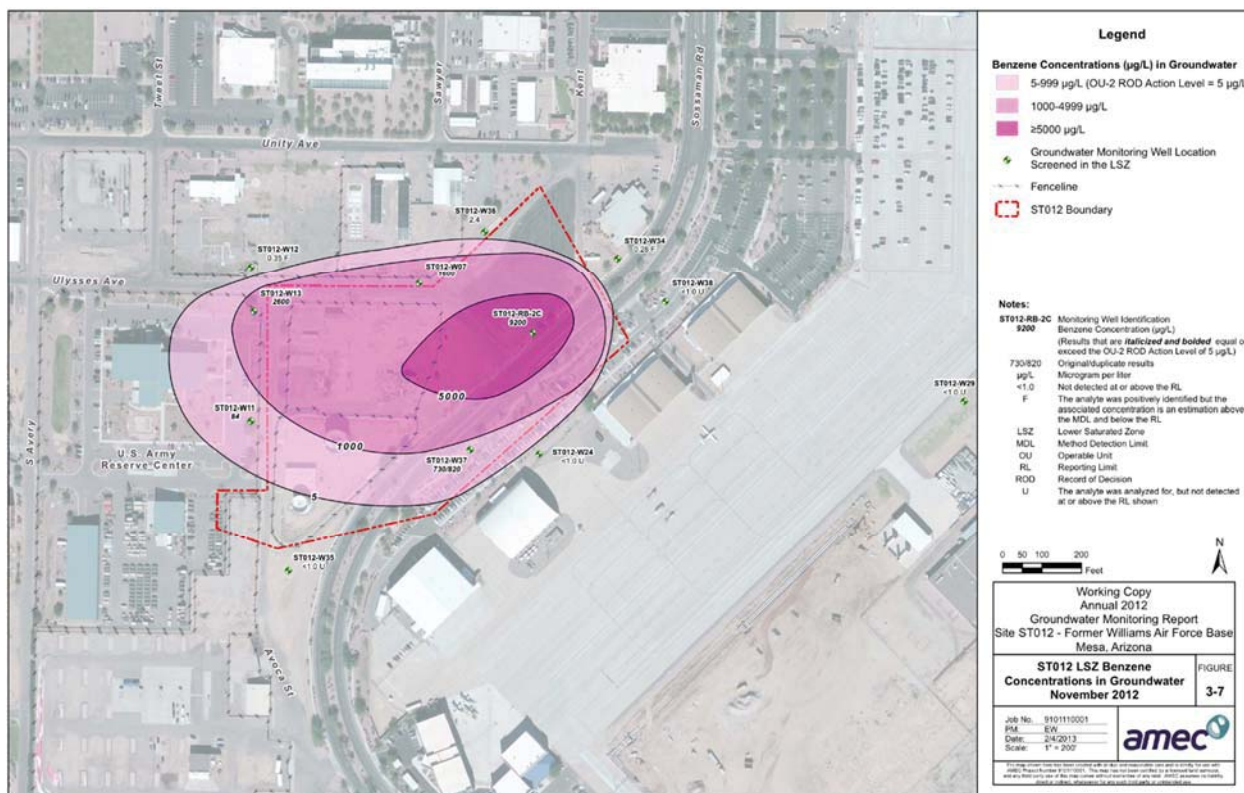 Tweet St
Sawyer
Kent
Sossaman Rd
Unity Ave
ST012-W36
2.4
ST012-W34
0.28 F
ST012-W12
0.35 F
Ulysses Ave
ST012-W07
1600
ST012-W38
<1.0 U
ST012-W13
2600
ST012-RB-2C
9200
5000
ST012-W29
<1.0 U
S Avery
ST012-W11
64
1000
U.S. Army
Reserve Center
ST012-W37
730/820
ST012-W24
<1.0 U
5
ST012-W35
<1.0 U
Avoca St
Legend
Benzene Concentrations (µg/L) in Groundwater
5-999 µg/L (OU-2 ROD Action Level = 5 µg/L
1000-4999 µg/L
≥5000 µg/L
Groundwater Monitoring Well Location
Screened in the LSZ
Fenceline
ST012 Boundary
Notes:
ST012-RB-2C Monitoring Well Identification
9200 Benzene Concentration (µg/L)
(Results that are italicized and bolded equal o
exceed the OU-2 ROD Action Level of 5 µg/L)
730/820 Original/duplicate results
µg/L Microgram per liter
<1.0 Not detected at or above the RL
F The analyte was positively identified but the
associated concentration is an estimation above
the MDL and below the RL
LSZ Lower Saturated Zone
MDL Method Detection Limit
OU Operable Unit
RL Reporting Limit
ROD Record of Decision
U The analyte was analyzed for, but not detected
at or above the RL shown
N
0 50 100 200
Feet
Working Copy
Annual 2012
Groundwater Monitoring Report
Site ST012 - Former Williams Air Force Base
Mesa, Arizona
ST012 LSZ Benzene
Concentrations in Groundwater
November 2012
FIGURE
3-7
Job No. 9101110001
PM: EW
Date: 2/4/2013
Scale: 1" = 200'
amec